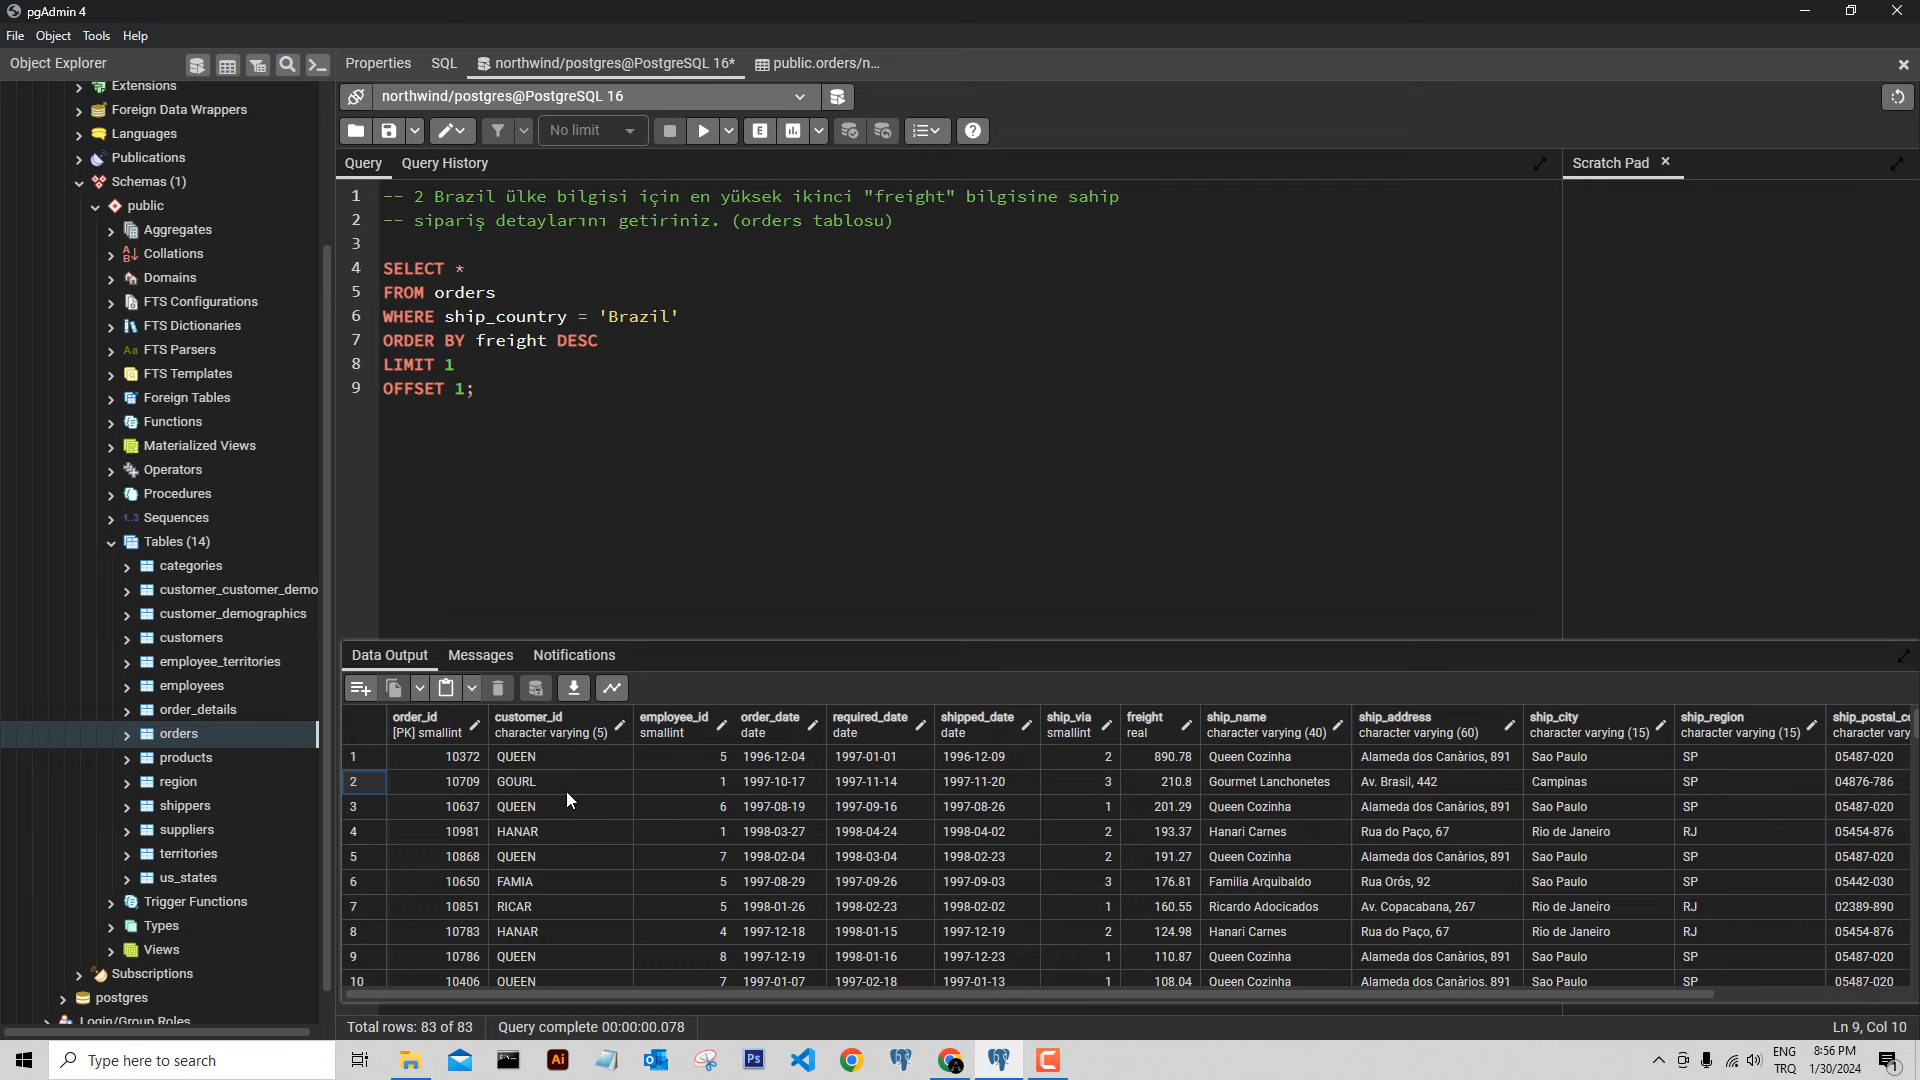 pgAdmin 4
File Object Tools Help
Object Explorer
Properties SQL northwind/postgres@PostgreSQL 16* public.orders/n...
Extensions
Foreign Data Wrappers
Languages
Publications
Schemas (1)
public
Aggregates
Collations
Domains
FTS Configurations
FTS Dictionaries
FTS Parsers
FTS Templates
Foreign Tables
Functions
Materialized Views
Operators
Procedures
1..3 Sequences
Tables (14)
categories
customer_customer_demo
customer_demographics
customers
employee_territories
employees
order_details
orders
products
region
shippers
suppliers
territories
us_states
Trigger Functions
Types
Views
Subscriptions
postgres
Login/Group Roles
northwind/postgres@PostgreSQL 16
No limit
E
Query Query History
Scratch Pad
1 -- 2 Brazil ülke bilgisi için en yüksek ikinci "freight" bilgisine sahip
2 -- sipariş detaylarını getiriniz. (orders tablosu)
3
4 SELECT *
5 FROM orders
6 WHERE ship_country = 'Brazil'
7 ORDER BY freight DESC
8 LIMIT 1
9 OFFSET 1;
Data Output Messages Notifications
order_id customer_id employee_id order_date required_date shipped_date ship_via freight ship_name ship_address ship_city ship_region ship_postal_co
[PK] smallint character varying (5) smallint date date date smallint real character varying (40) character varying (60) character varying (15) character varying (15) character vary
1 10372 QUEEN 5 1996-12-04 1997-01-01 1996-12-09 2 890.78 Queen Cozinha Alameda dos Canàrios, 891 Sao Paulo SP 05487-020
2 10709 GOURL 1 1997-10-17 1997-11-14 1997-11-20 3 210.8 Gourmet Lanchonetes Av. Brasil, 442 Campinas SP 04876-786
3 10637 QUEEN 6 1997-08-19 1997-09-16 1997-08-26 1 201.29 Queen Cozinha Alameda dos Canàrios, 891 Sao Paulo SP 05487-020
4 10981 HANAR 1 1998-03-27 1998-04-24 1998-04-02 2 193.37 Hanari Carnes Rua do Paço, 67 Rio de Janeiro RJ 05454-876
5 10868 QUEEN 7 1998-02-04 1998-03-04 1998-02-23 2 191.27 Queen Cozinha Alameda dos Canàrios, 891 Sao Paulo SP 05487-020
6 10650 FAMIA 5 1997-08-29 1997-09-26 1997-09-03 3 176.81 Familia Arquibaldo Rua Orós, 92 Sao Paulo SP 05442-030
7 10851 RICAR 5 1998-01-26 1998-02-23 1998-02-02 1 160.55 Ricardo Adocicados Av. Copacabana, 267 Rio de Janeiro RJ 02389-890
8 10783 HANAR 4 1997-12-18 1998-01-15 1997-12-19 2 124.98 Hanari Carnes Rua do Paço, 67 Rio de Janeiro RJ 05454-876
9 10786 QUEEN 8 1997-12-19 1998-01-16 1997-12-23 1 110.87 Queen Cozinha Alameda dos Canàrios, 891 Sao Paulo SP 05487-020
10 10406 QUEEN 7 1997-01-07 1997-02-18 1997-01-13 1 108.04 Queen Cozinha Alameda dos Canàrios, 891 Sao Paulo SP 05487-020
Total rows: 83 of 83 Query complete 00:00:00.078 Ln 9, Col 10
Type here to search
Ai
Ps
ENG
TRQ
8:56 PM
1/30/2024
1